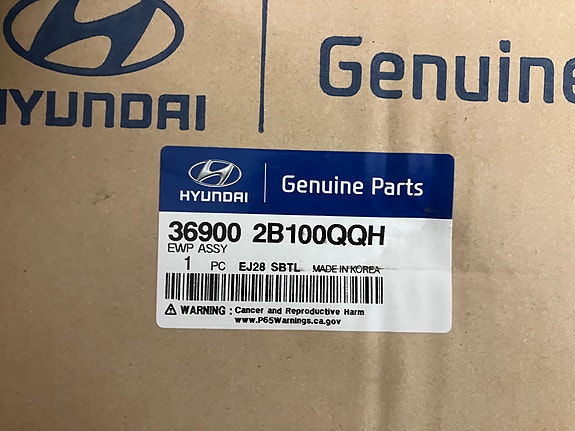 HYUNDAI
Genuine
HYUNDAI
Genuine Parts
36900 2B100QQH
EWP ASSY
1 PC EJ28 SBTL MADE IN KOREA
WARNING : Cancer and Reproductive Harm
www.P65Warnings.ca.gov